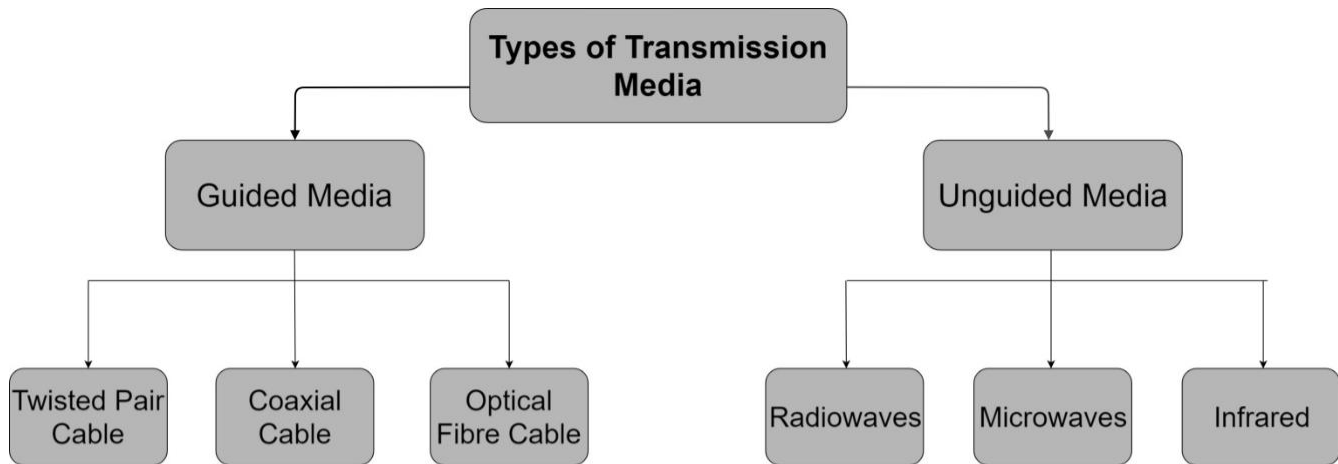 Types of Transmission
Media
Guided Media
Unguided Media
Twisted Pair
Cable
Coaxial
Cable
Optical
Fibre Cable
Radiowaves
Microwaves
Infrared